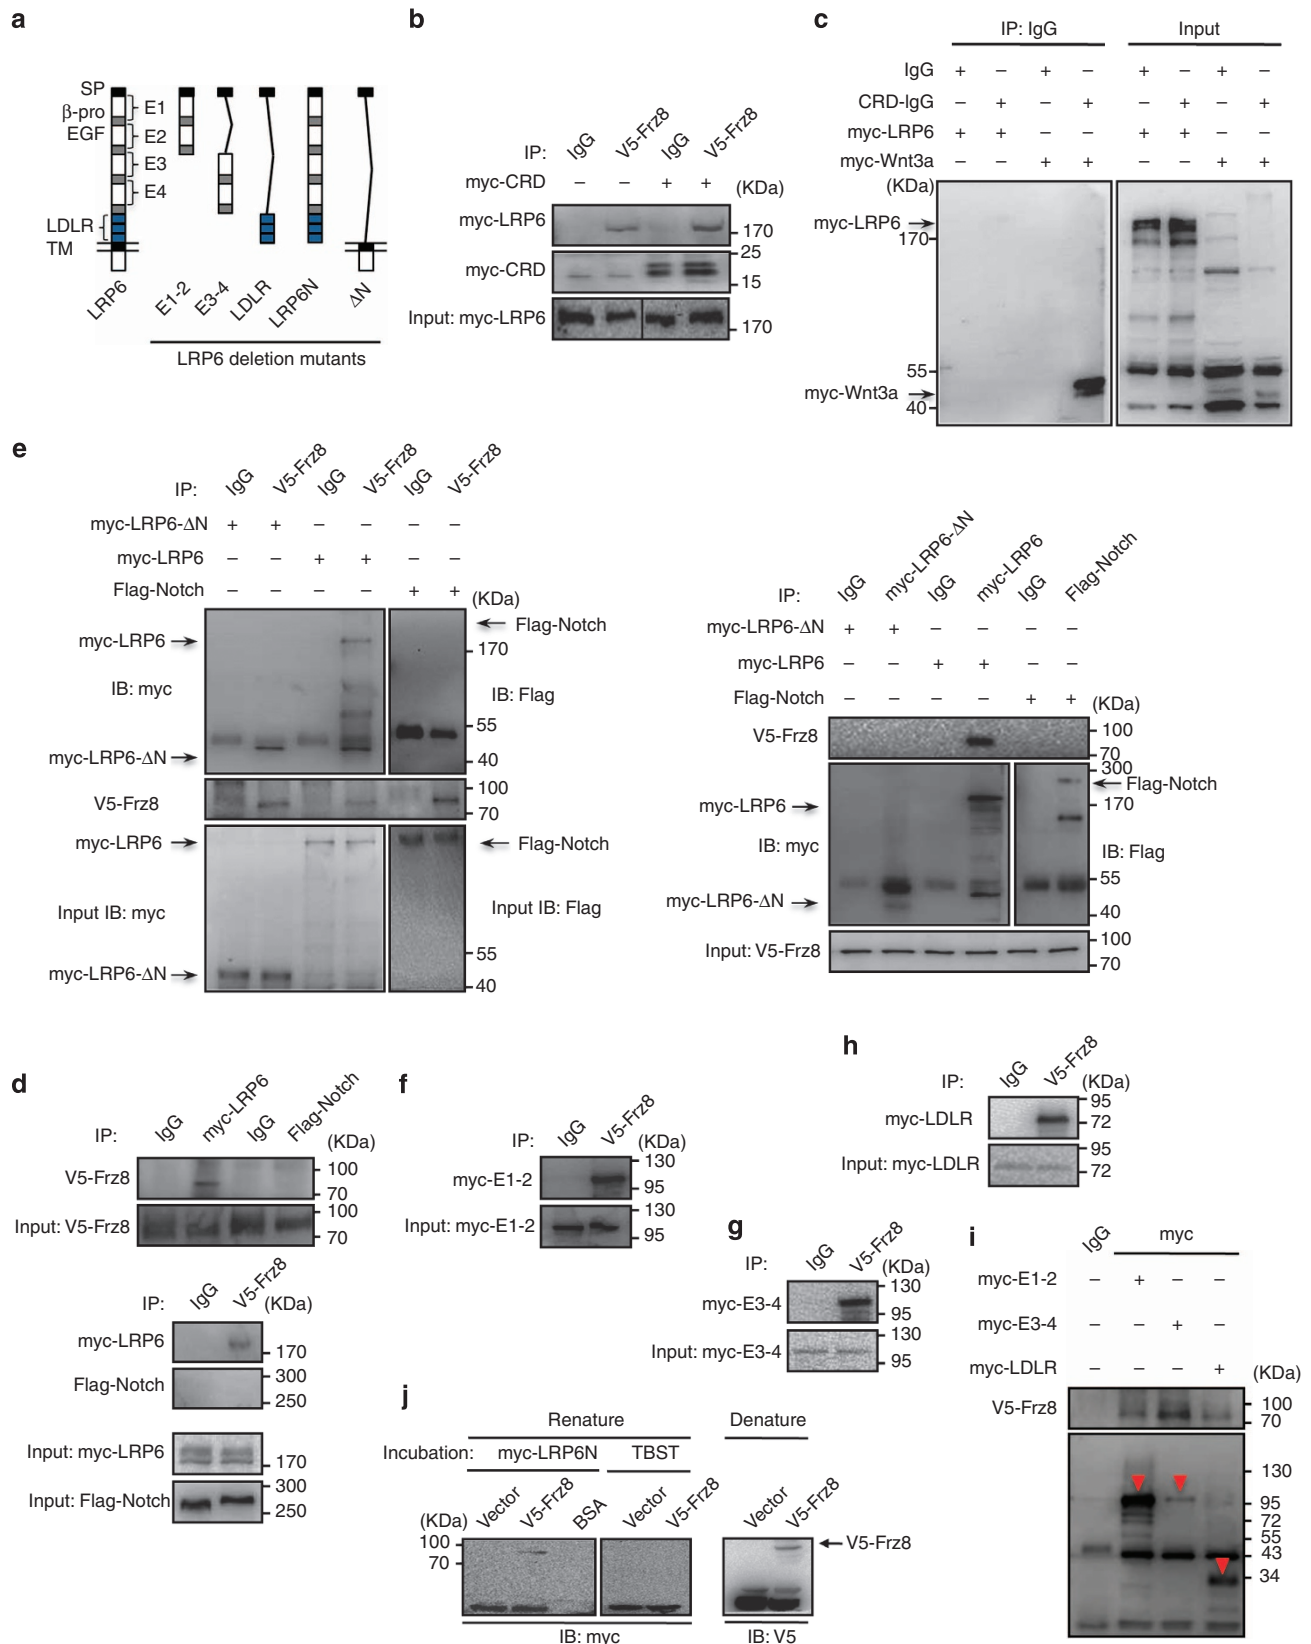 a
SP
β-pro
EGF
E1
E2
E3
E4
LDLR
TM
LRP6
E1-2
E3-4
LDLR
LRP6N
ΔN
LRP6 deletion mutants
b
IP: IgG V5-Frz8 IgG V5-Frz8
myc-CRD – – + + (KDa)
myc-LRP6 170
25
myc-CRD 15
Input: myc-LRP6 170
c
IP: IgG Input
IgG + – + – + – + –
CRD-IgG – + – + – + – +
myc-LRP6 + + – – + + – –
myc-Wnt3a – – + + – – + +
(KDa)
myc-LRP6
170
55
myc-Wnt3a
40
e
IP: IgG V5-Frz8 IgG V5-Frz8 IgG V5-Frz8
myc-LRP6-ΔN + + – – – –
myc-LRP6 – – + + – –
Flag-Notch – – – – + + (KDa)
Flag-Notch
myc-LRP6
170
IB: myc IB: Flag
55
myc-LRP6-ΔN 40
100
V5-Frz8
70
myc-LRP6 Flag-Notch
Input IB: myc Input IB: Flag
55
myc-LRP6-ΔN
40
IP: IgG myc-LRP6-ΔN IgG myc-LRP6 IgG Flag-Notch
myc-LRP6-ΔN + + – – – –
myc-LRP6 – – + + – –
Flag-Notch – – – – + + (KDa)
V5-Frz8 100
70
300
Flag-Notch
myc-LRP6 170
IB: myc IB: Flag
55
myc-LRP6-ΔN
40
Input: V5-Frz8 100
70
d
IP: IgG myc-LRP6 IgG Flag-Notch (KDa)
V5-Frz8 100
70
100
Input: V5-Frz8 70
IP: IgG V5-Frz8 (KDa)
myc-LRP6
170
300
Flag-Notch
250
Input: myc-LRP6
170
300
Input: Flag-Notch
250
f
IP: IgG V5-Frz8 (KDa)
130
myc-E1-2
95
130
Input: myc-E1-2
95
h
IP: IgG V5-Frz8 (KDa)
95
myc-LDLR 72
95
Input: myc-LDLR
72
g
IP: IgG V5-Frz8 (KDa)
130
myc-E3-4
95
130
Input: myc-E3-4
95
i
IgG myc
myc-E1-2 – + – –
myc-E3-4 – – + –
myc-LDLR – – – + (KDa)
V5-Frz8 100
70
130
95
72
55
43
34
j
Renature Denature
Incubation: myc-LRP6N TBST
(KDa) Vector V5-Frz8 BSA Vector V5-Frz8 Vector V5-Frz8
100 V5-Frz8
70
IB: myc IB: V5